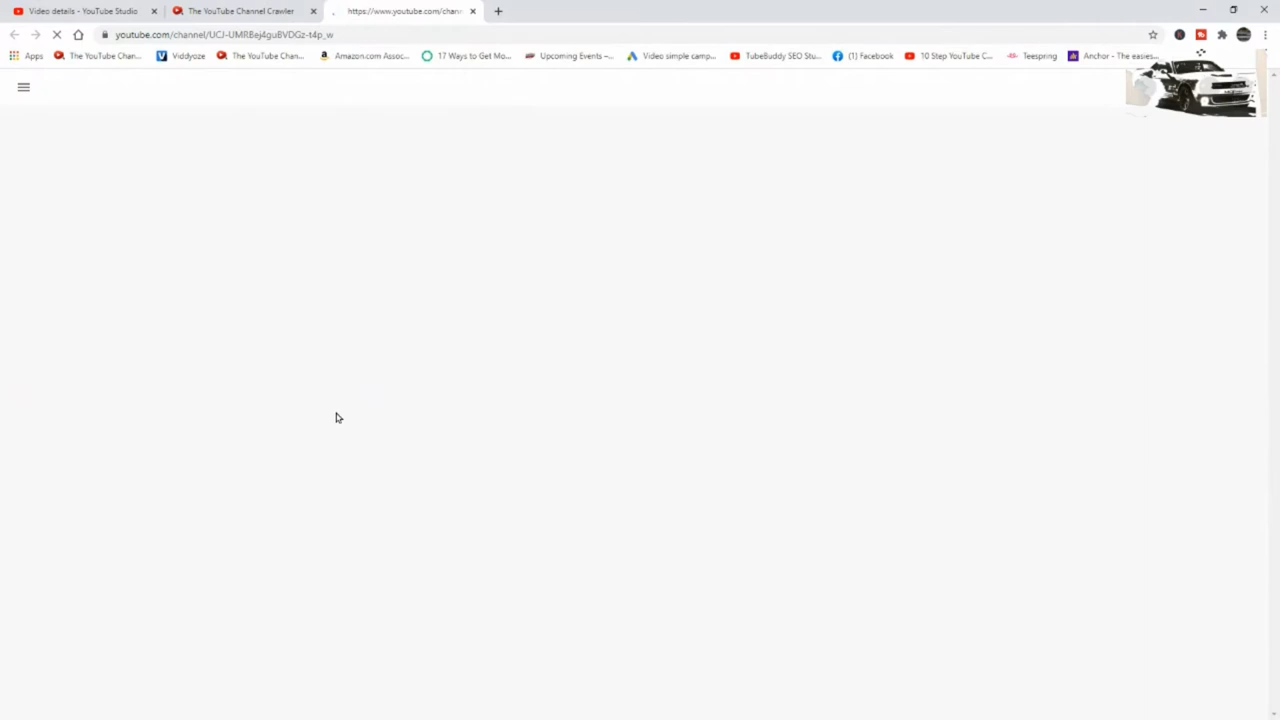 Video details - YouTube Studio
The YouTube Channel Crawler
https://www.youtube.com/chann
youtube.com/channel/UCJ-UMRBej4guBVDGz-t4p_w
Apps
The YouTube Chan...
Viddyoze
The YouTube Chan...
Amazon.com Assoc...
17 Ways to Get Mo...
Upcoming Events –...
Video simple camp...
TubeBuddy SEO Stu...
(1) Facebook
10 Step YouTube C...
Teespring
Anchor - The easies...